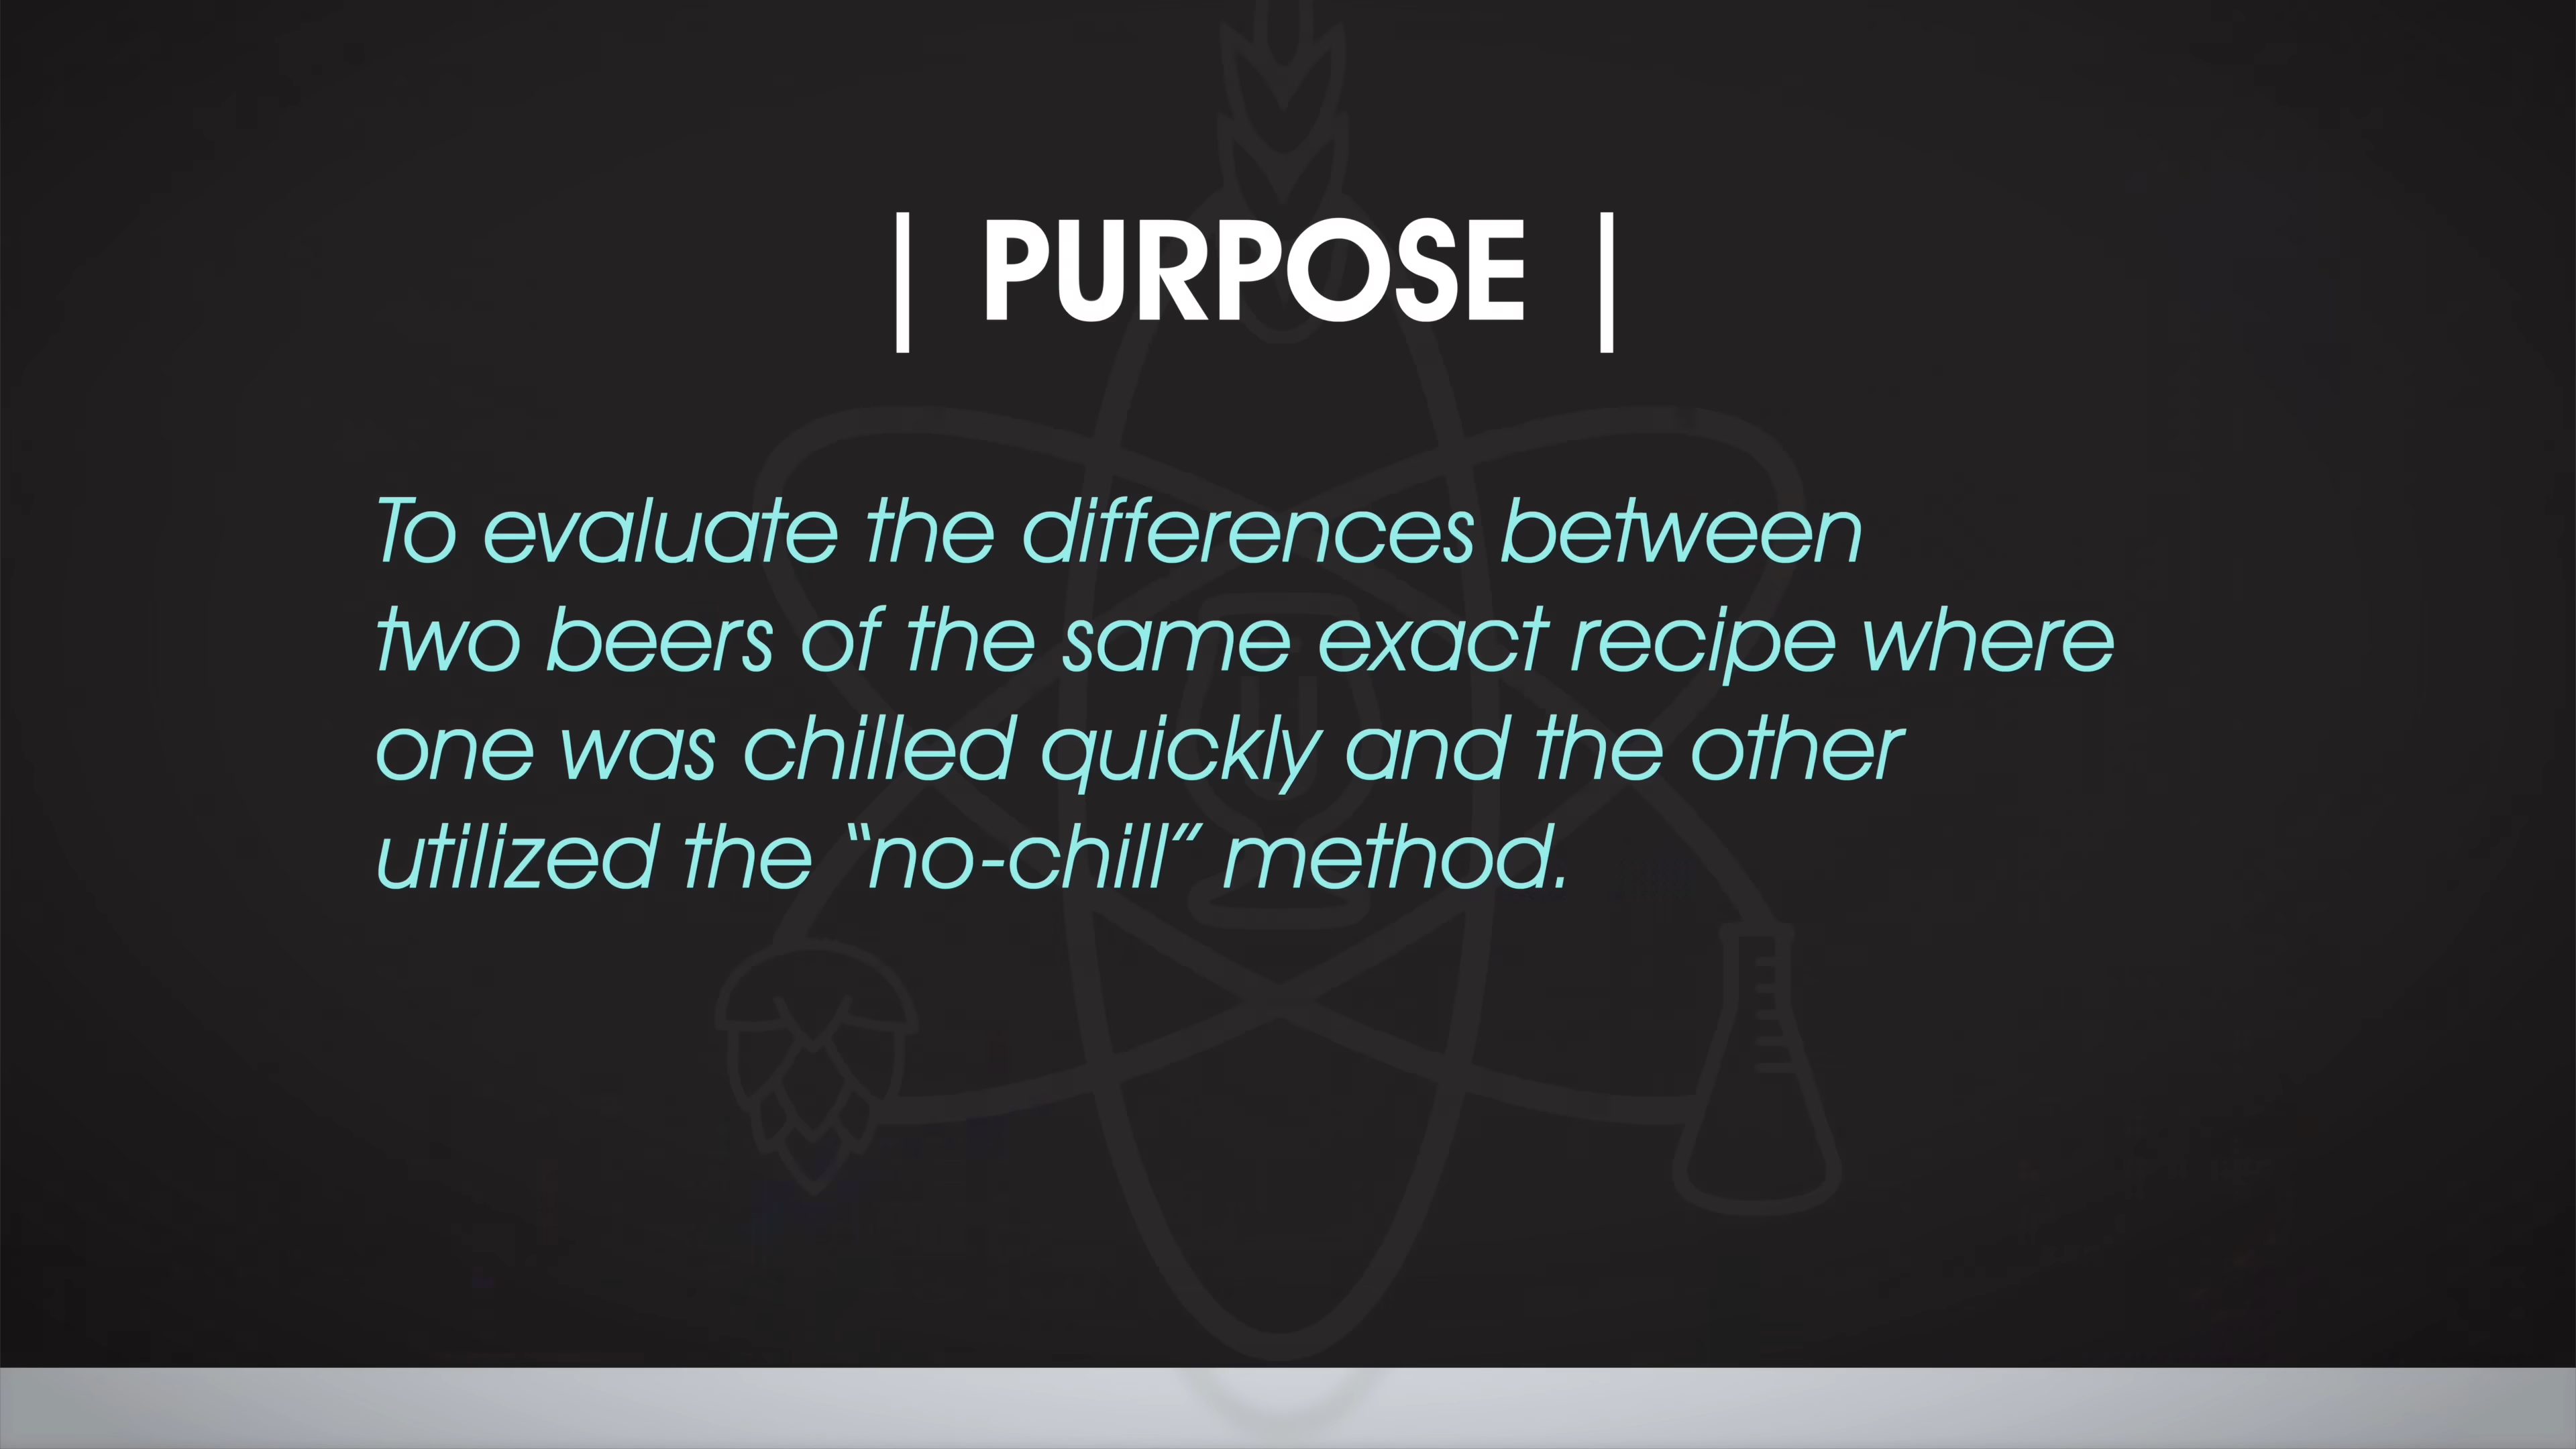 | PURPOSE |
To evaluate the differences between
two beers of the same exact recipe where
one was chilled quickly and the other
utilized the “no-chill” method.